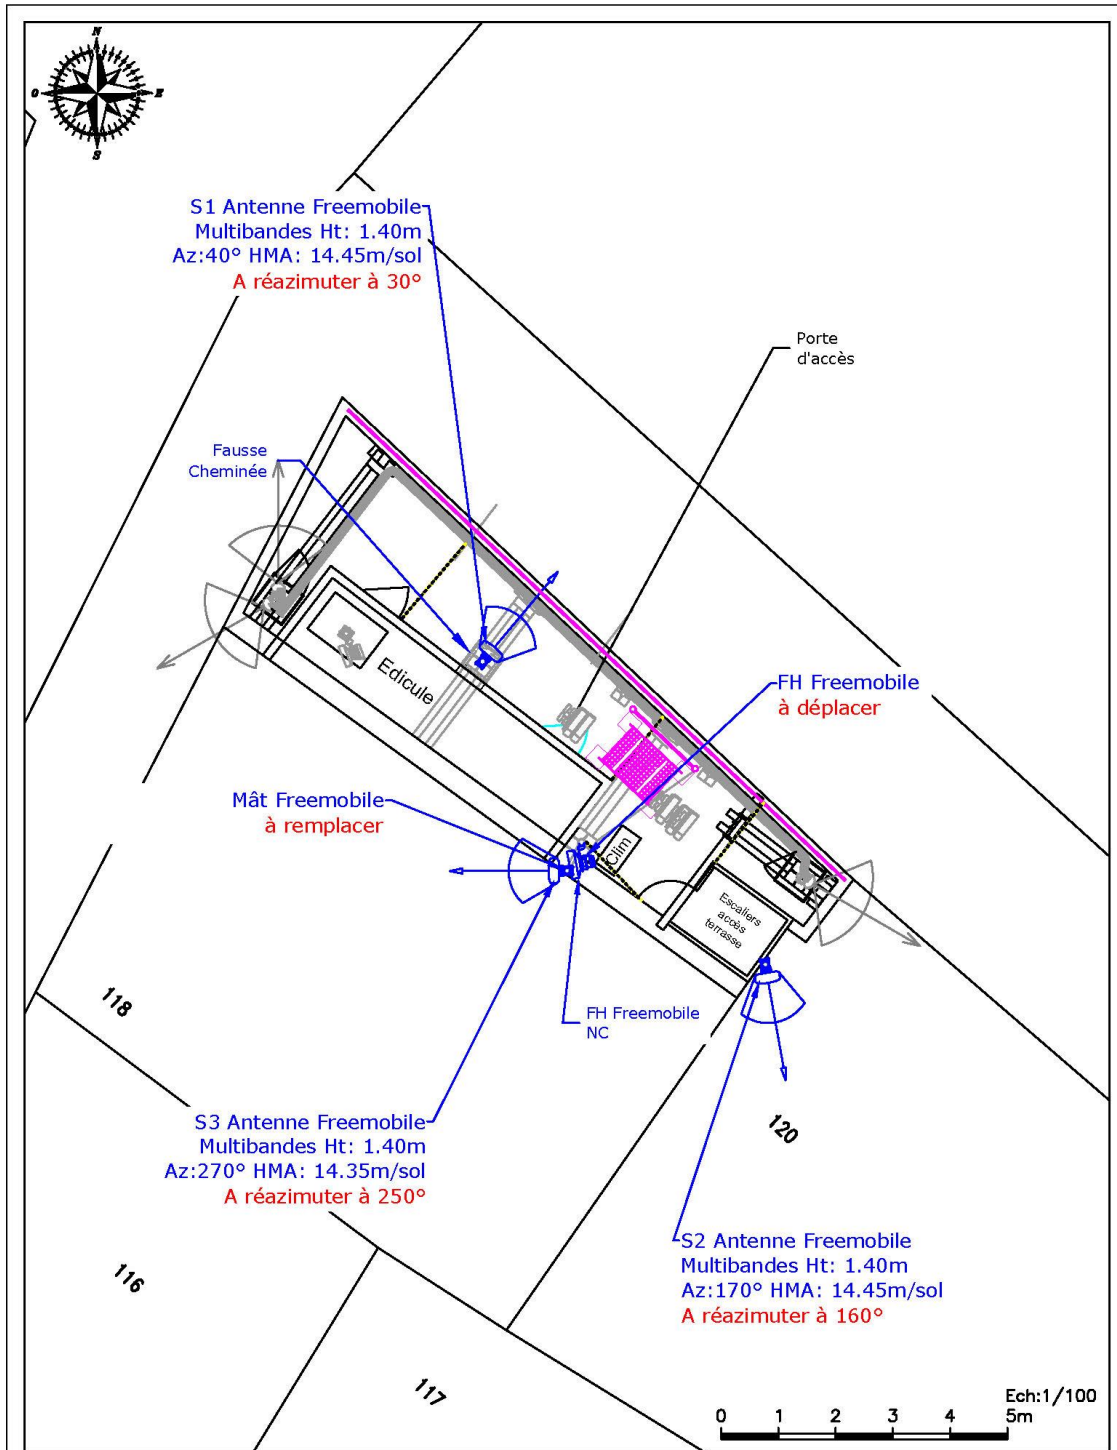 N
O
E
S
S1 Antenne Freemobile
Multibandes Ht: 1.40m
Az:40° HMA: 14.45m/sol
A réazimuter à 30°
Porte
d'accès
Fausse
Cheminée
Edicule
FH Freemobile
à déplacer
Mât Freemobile
à remplacer
Clim
Escaliers
accès
terrasse
FH Freemobile
NC
118
S3 Antenne Freemobile
Multibandes Ht: 1.40m
Az:270° HMA: 14.35m/sol
A réazimuter à 250°
120
S2 Antenne Freemobile
Multibandes Ht: 1.40m
Az:170° HMA: 14.45m/sol
A réazimuter à 160°
116
117
Ech:1/100
0 1 2 3 4 5m